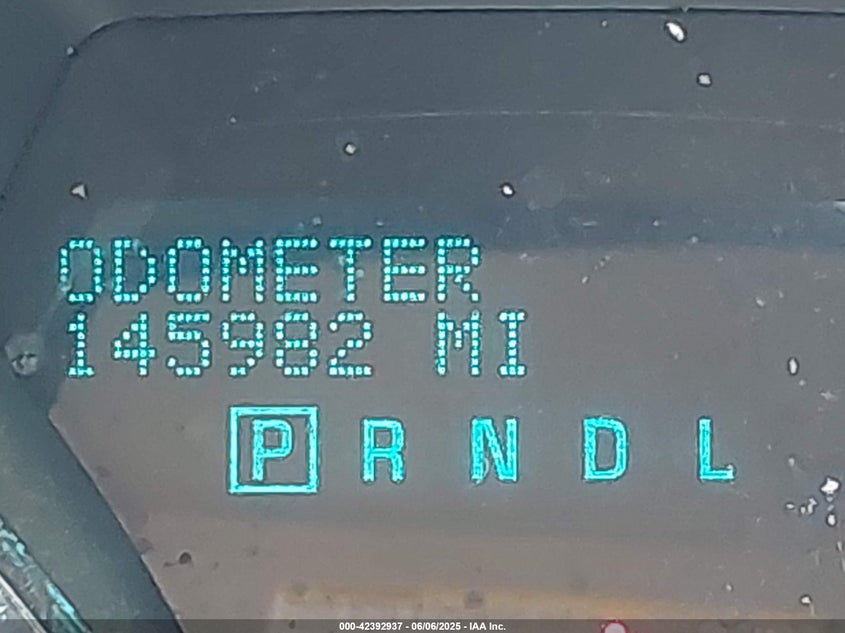 ODOMETER
145982 MI
P R N D L
000-42392937 - 06/06/2025 - IAA Inc.